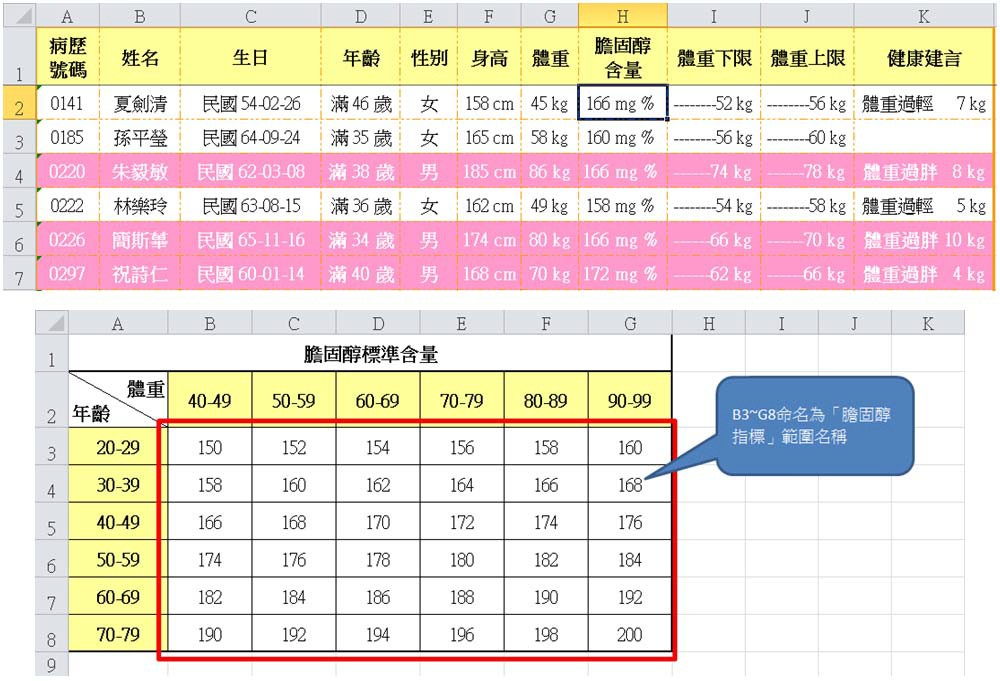 A B C D E F G H I J K
1 病歷號碼 姓名 生日 年齡 性別 身高 體重 膽固醇含量 體重下限 體重上限 健康建言
2 0141 夏劍清 民國 54-02-26 滿 46 歲 女 158 cm 45 kg 166 mg % --------52 kg --------56 kg 體重過輕 7 kg
3 0185 孫平瑩 民國 64-09-24 滿 35 歲 女 165 cm 58 kg 160 mg % --------56 kg --------60 kg
4 0220 朱毅敏 民國 62-03-08 滿 38 歲 男 185 cm 86 kg 166 mg % -------74 kg -------78 kg 體重過胖 8 kg
5 0222 林樂玲 民國 63-08-15 滿 36 歲 女 162 cm 49 kg 158 mg % --------54 kg --------58 kg 體重過輕 5 kg
6 0226 簡斯華 民國 65-11-16 滿 34 歲 男 174 cm 80 kg 166 mg % -------66 kg -------70 kg 體重過胖 10 kg
7 0297 祝詩仁 民國 60-01-14 滿 40 歲 男 168 cm 70 kg 172 mg % -------62 kg -------66 kg 體重過胖 4 kg
A B C D E F G H I J K
1 膽固醇標準含量
2 體重 年齡 40-49 50-59 60-69 70-79 80-89 90-99
3 20-29 150 152 154 156 158 160
4 30-39 158 160 162 164 166 168
5 40-49 166 168 170 172 174 176
6 50-59 174 176 178 180 182 184
7 60-69 182 184 186 188 190 192
8 70-79 190 192 194 196 198 200
9
B3~G8命名為「膽固醇
指標」範圍名稱